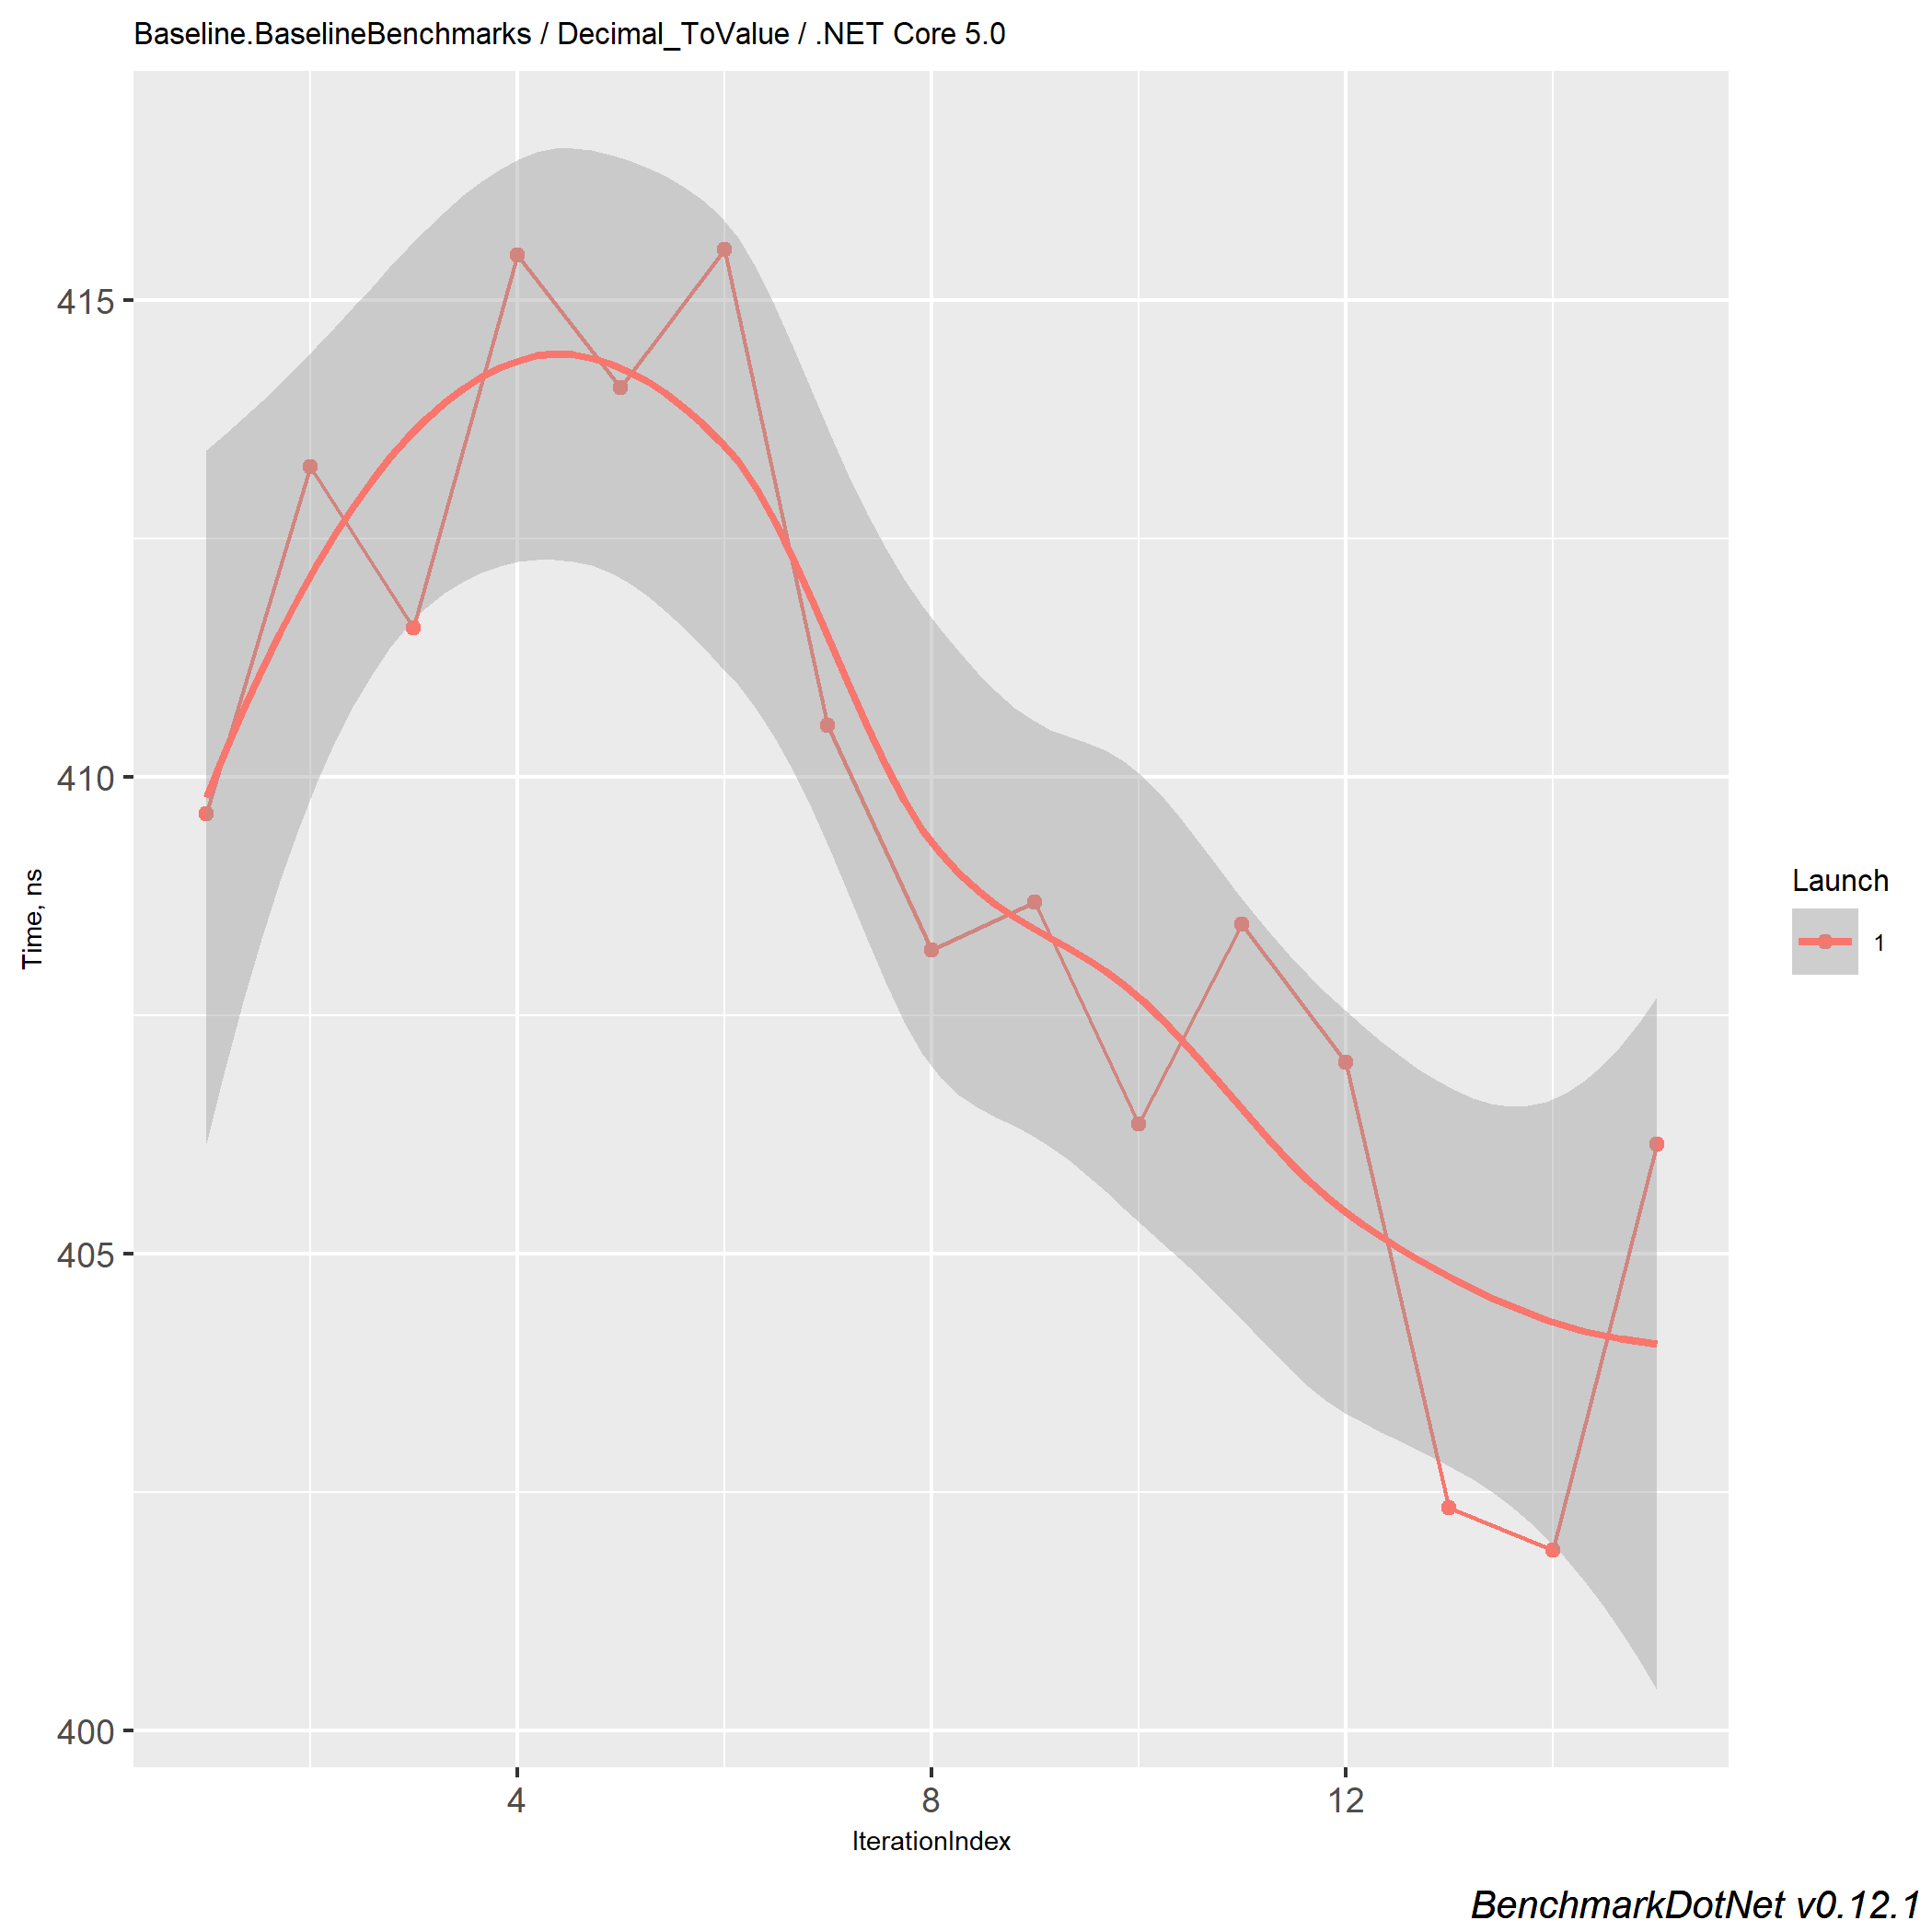 Baseline.BaselineBenchmarks / Decimal_ToValue / .NET Core 5.0
415
410
405
400
Time, ns
4
8
12
IterationIndex
Launch
1
BenchmarkDotNet v0.12.1